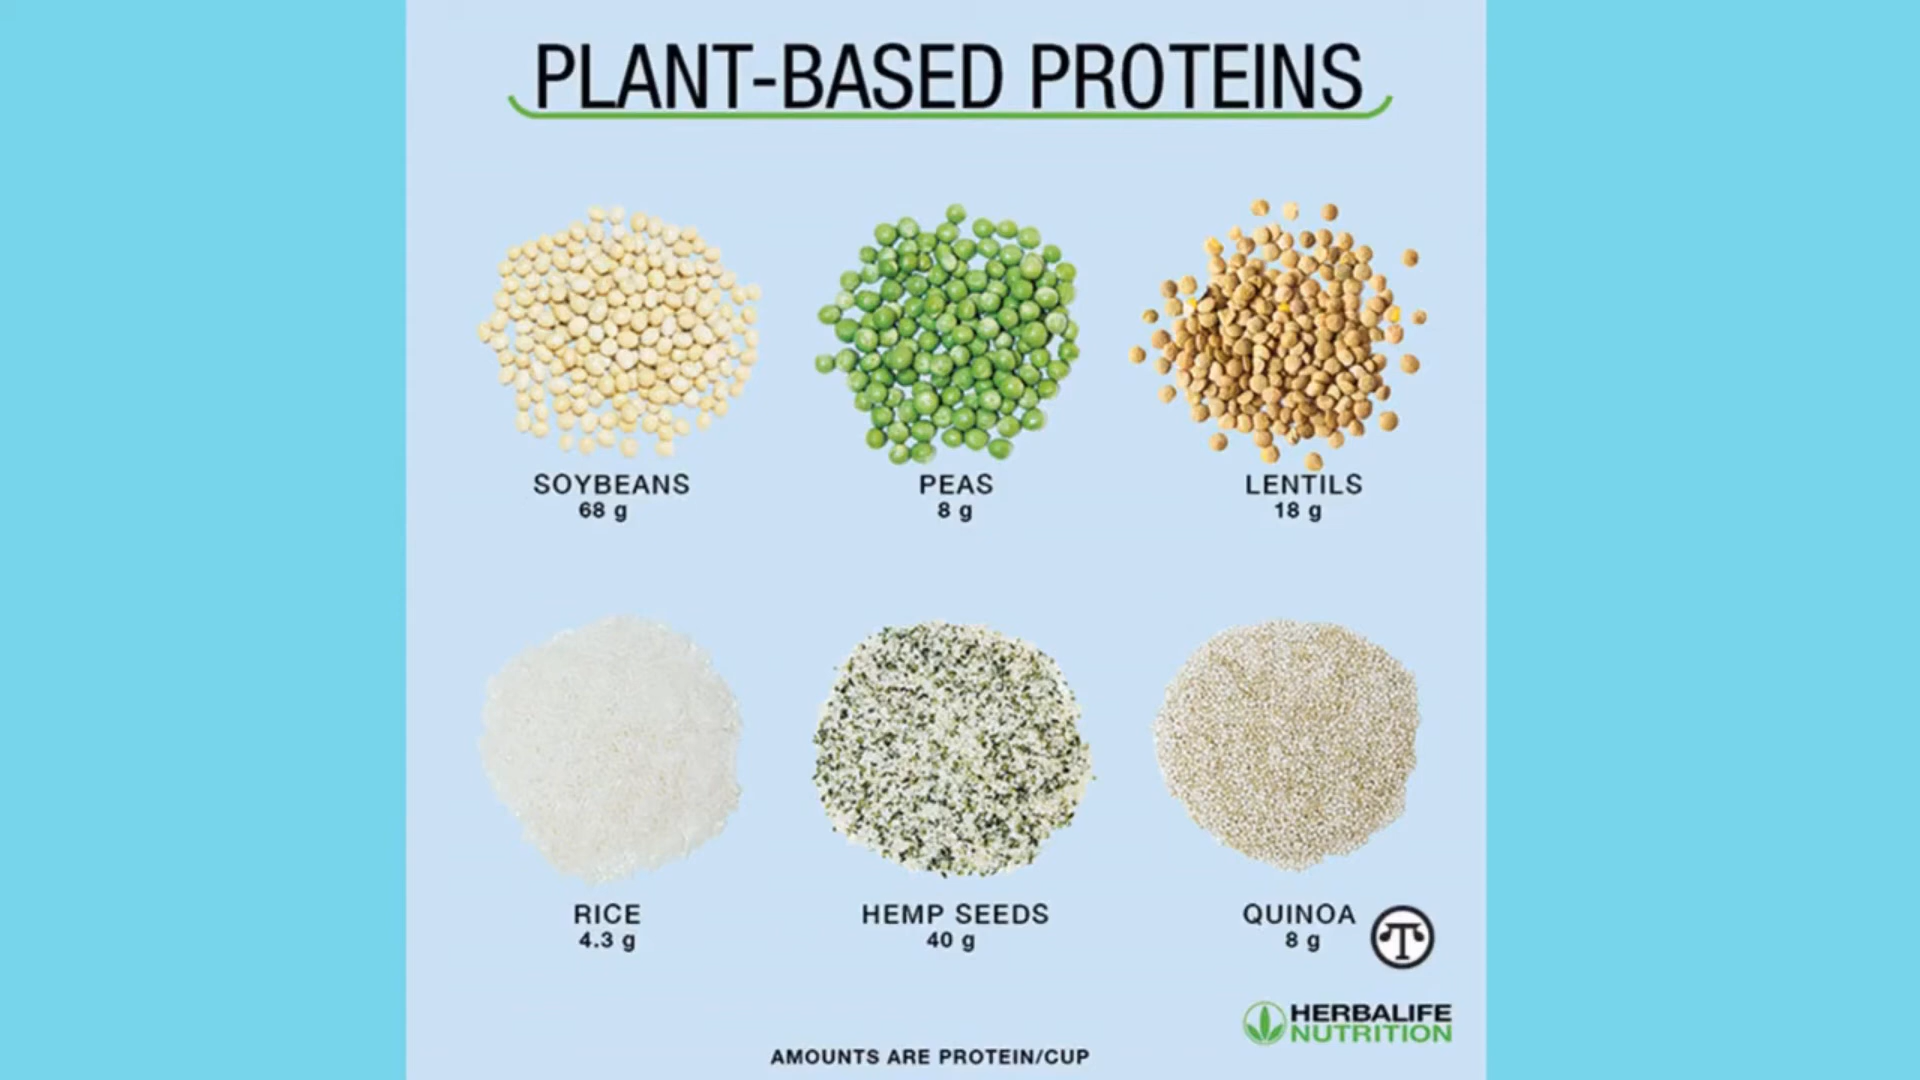 PLANT-BASED PROTEINS
SOYBEANS
68 g
PEAS
8 g
LENTILS
18 g
RICE
4.3 g
HEMP SEEDS
40 g
QUINOA
8 g
T
HERBALIFE
NUTRITION
AMOUNTS ARE PROTEIN/CUP